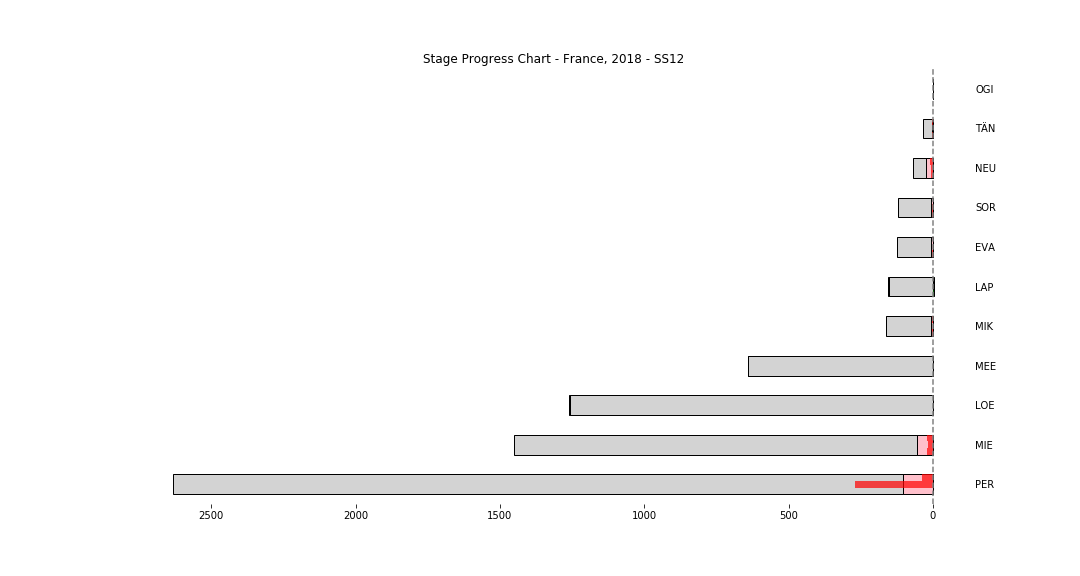 Stage Progress Chart - France, 2018 - SS12
OGI
TÄN
NEU
SOR
EVA
LAP
MIK
MEE
LOE
MIE
PER
2500 2000 1500 1000 500 0